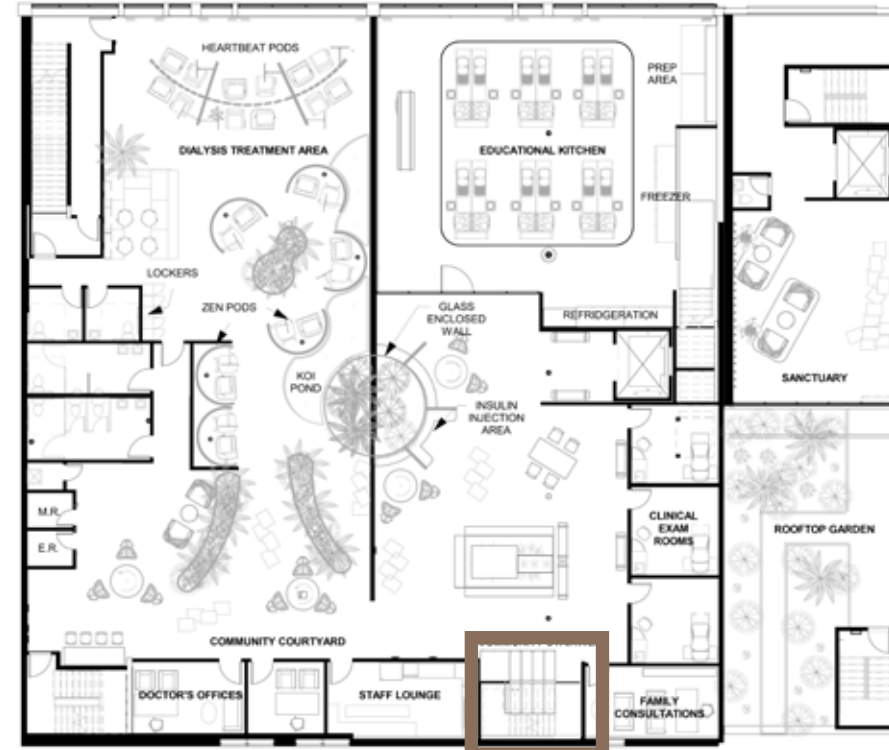 HEARTBEAT PODS
PREP
AREA
DIALYSIS TREATMENT AREA
EDUCATIONAL KITCHEN
FREEZER
LOCKERS
ZEN PODS
GLASS
ENCLOSED
WALL
REFRIDGERATION
KOI
POND
SANCTUARY
INSULIN
INJECTION
AREA
M.R.
CLINICAL
EXAM
ROOMS
ROOFTOP GARDEN
E.R.
COMMUNITY COURTYARD
DOCTOR'S OFFICES
STAFF LOUNGE
FAMILY
CONSULTATIONS